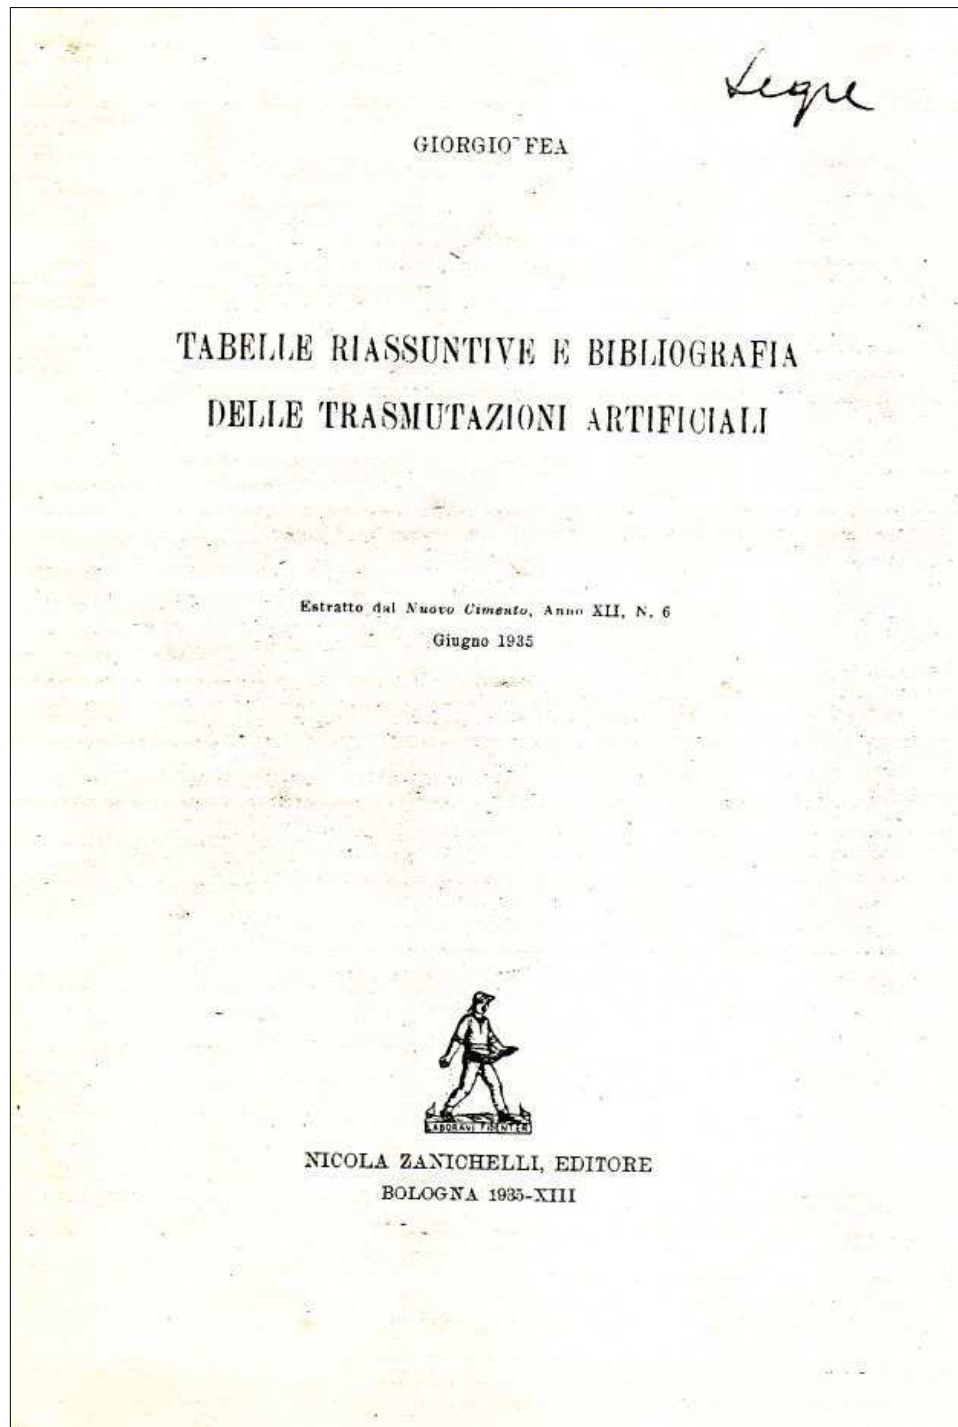 Segre
GIORGIO FEA
TABELLE RIASSUNTIVE E BIBLIOGRAFIA
DELLE TRASMUTAZIONI ARTIFICIALI
Estratto dal Nuovo Cimento, Anno XII, N. 6
Giugno 1935
LABORAVI FIDENTER
NICOLA ZANICHELLI, EDITORE
BOLOGNA 1935-XIII